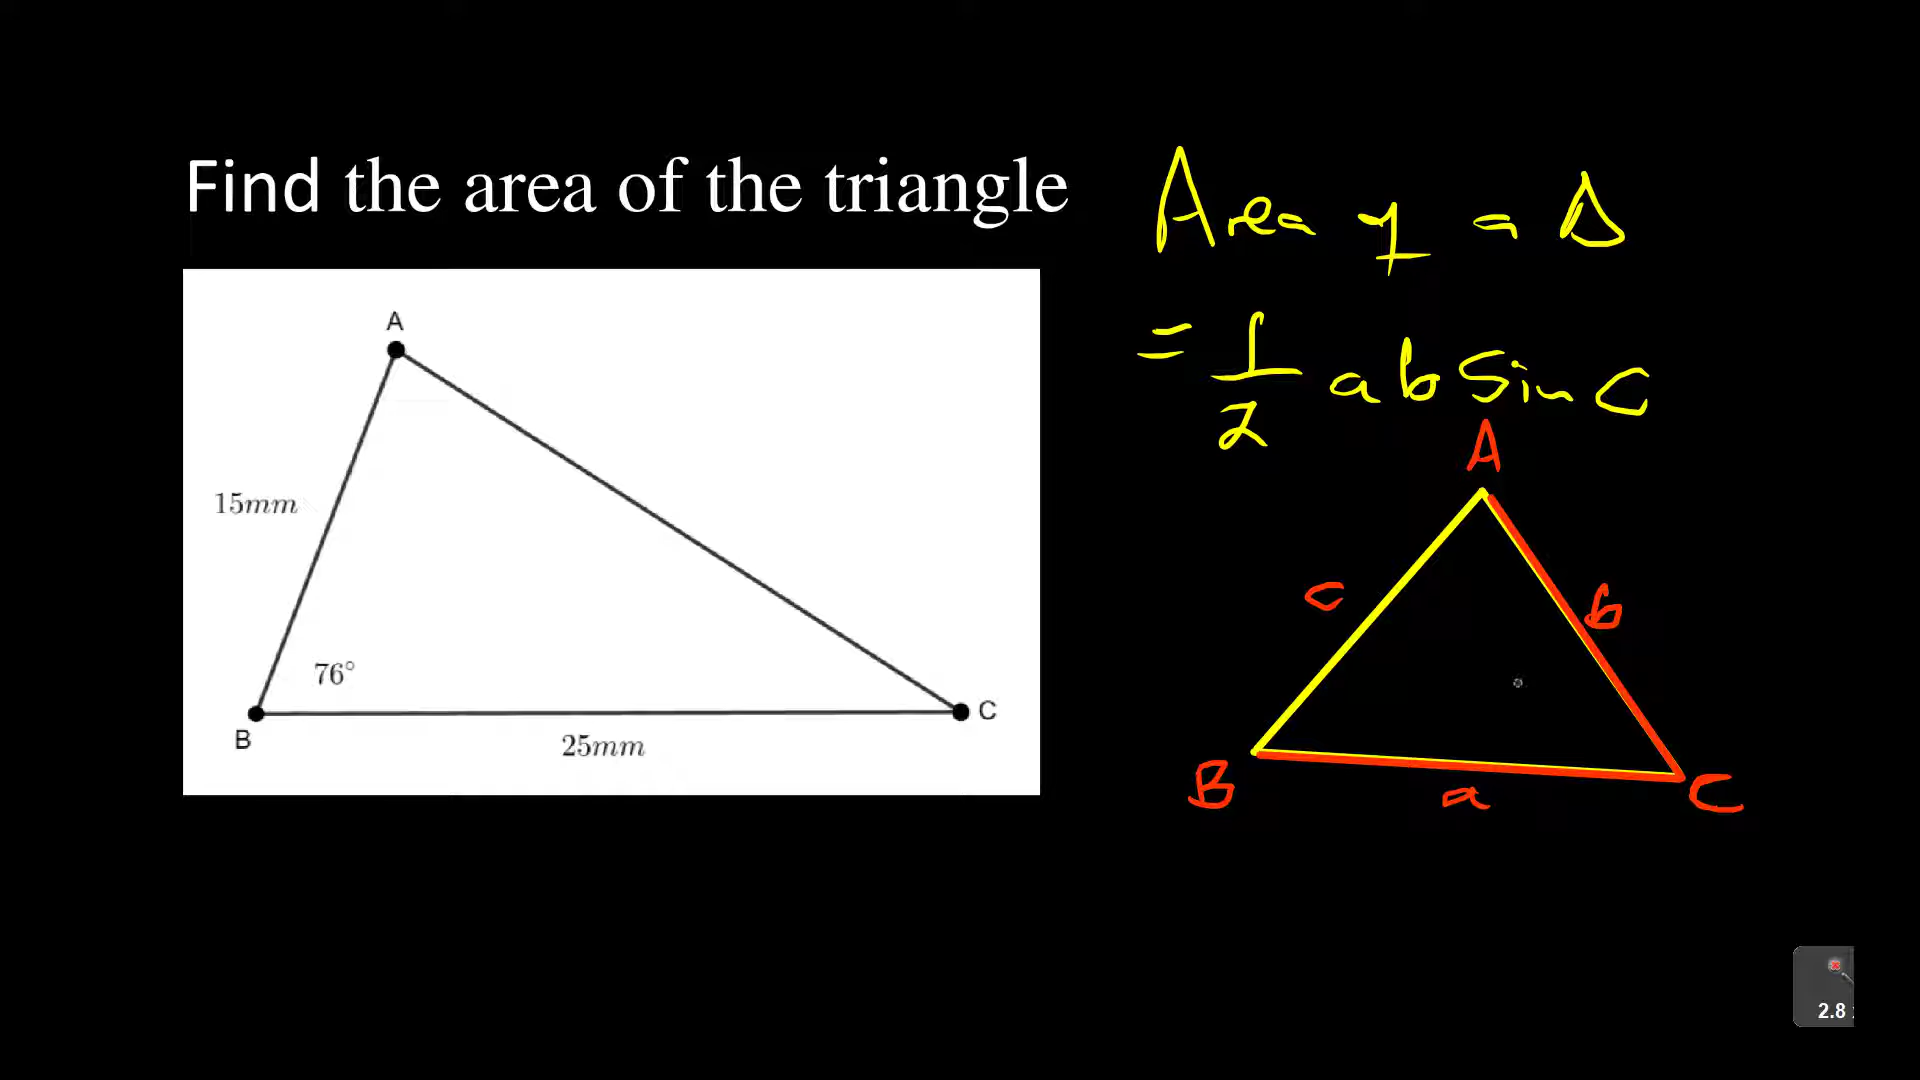 Find the area of the triangle
A
15mm
76°
B
25mm
C
Area of a Δ
= 1/2 ab Sin C
A
c
b
B
a
C
2.8